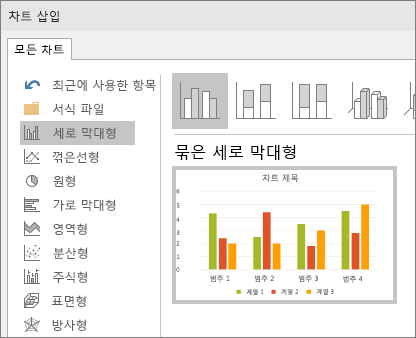 차트 삽입
모든 차트
최근에 사용한 항목
서식 파일
세로 막대형
꺾은선형
원형
가로 막대형
영역형
분산형
주식형
표면형
방사형
묶은 세로 막대형
차트 제목
6
5
4
3
2
1
0
범주 1 범주 2 범주 3 범주 4
계열 1 계열 2 계열 3